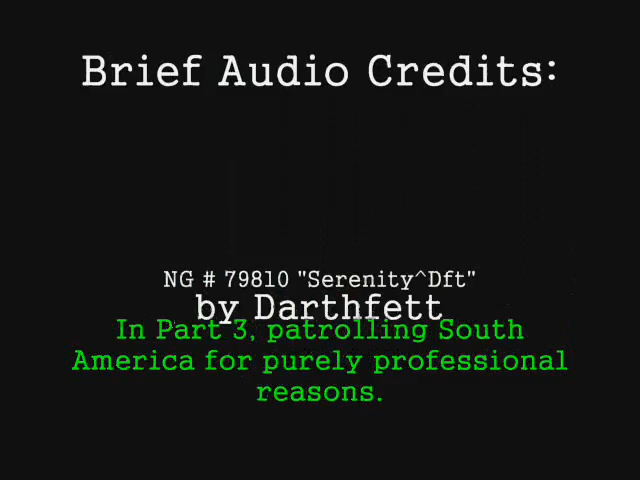 Brief Audio Credits:
NG # 79810 "Serenity^Dft"
by Darthfett
In Part 3, patrolling South
America for purely professional
reasons.